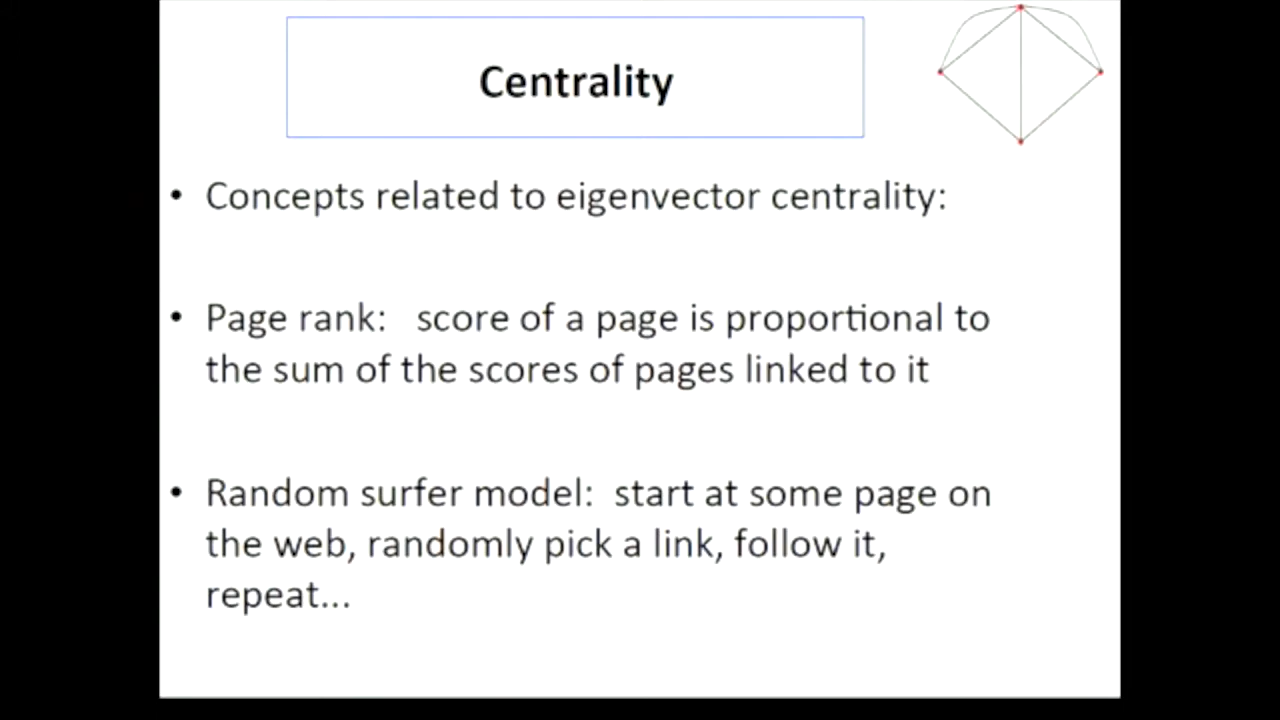 Centrality
• Concepts related to eigenvector centrality:
• Page rank: score of a page is proportional to
the sum of the scores of pages linked to it
• Random surfer model: start at some page on
the web, randomly pick a link, follow it,
repeat...